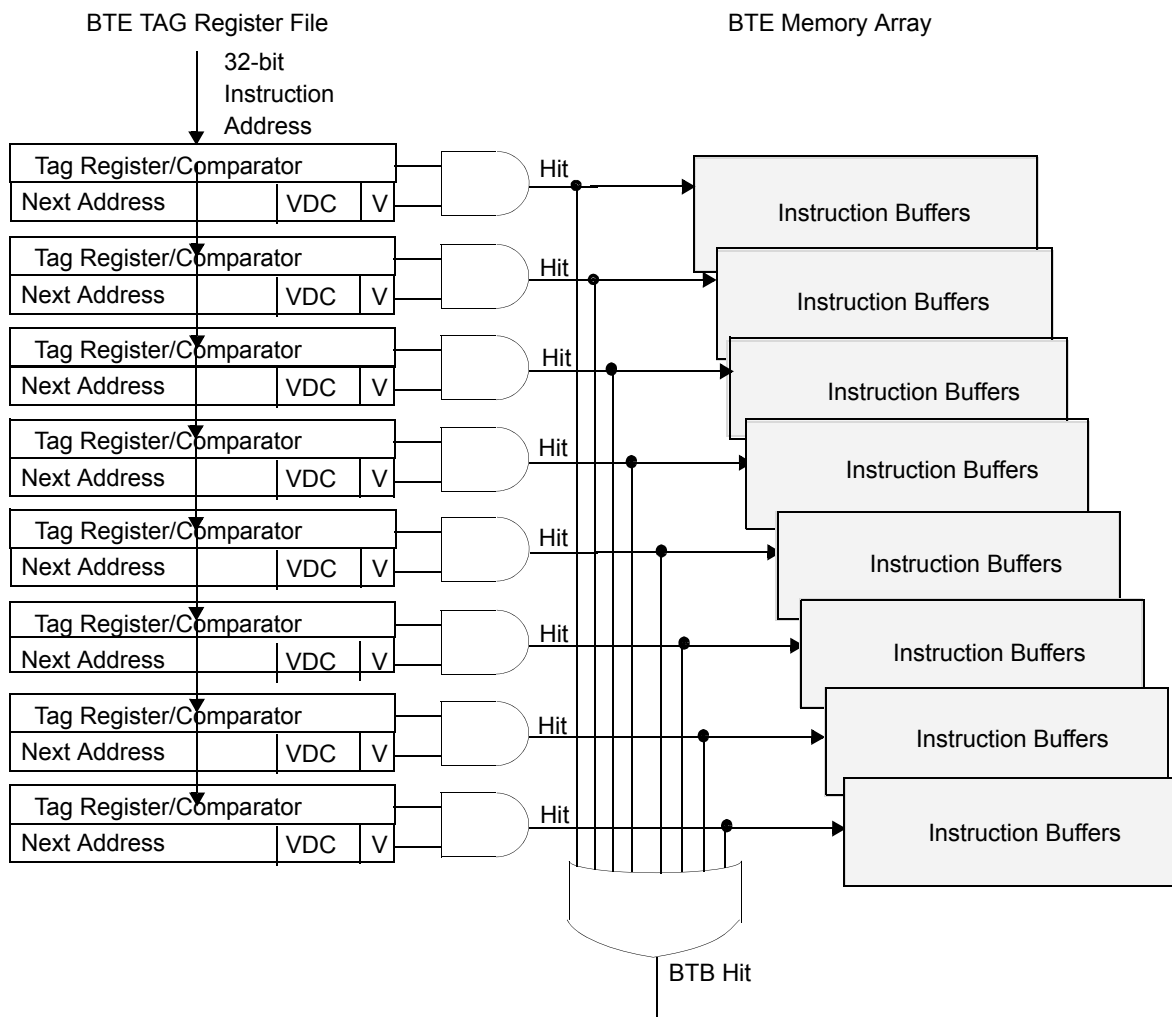 BTE TAG Register File
BTE Memory Array
32-bit
Instruction
Address
Tag Register/Comparator
Next Address VDC V
Hit
Instruction Buffers
Tag Register/Comparator
Next Address VDC V
Hit
Instruction Buffers
Tag Register/Comparator
Next Address VDC V
Hit
Instruction Buffers
Tag Register/Comparator
Next Address VDC V
Hit
Instruction Buffers
Tag Register/Comparator
Next Address VDC V
Hit
Instruction Buffers
Tag Register/Comparator
Next Address VDC V
Hit
Instruction Buffers
Tag Register/Comparator
Next Address VDC V
Hit
Instruction Buffers
Tag Register/Comparator
Next Address VDC V
Hit
Instruction Buffers
BTB Hit